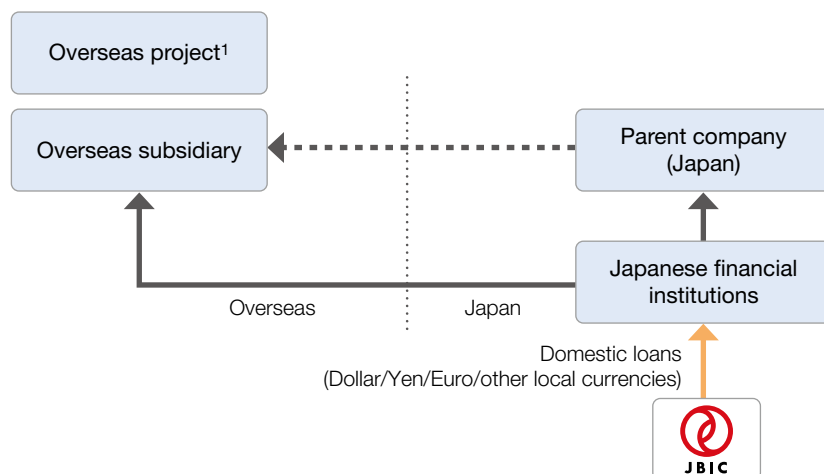 Overseas project¹
Overseas subsidiary
Parent company
(Japan)
Japanese financial
institutions
Overseas
Japan
Domestic loans
(Dollar/Yen/Euro/other local currencies)
JBIC